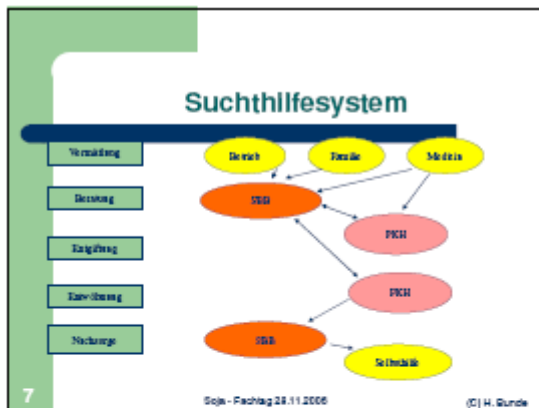 Suchthilfesystem
Vermittlung
Betrieb
Familie
Medizin
Beratung
SBB
PKH
Entgiftung
Entwöhnung
PKH
Nachsorge
SBB
Selbsthilfe
7
Soja - Fachtag 28.11.2006
(C) H. Bunde